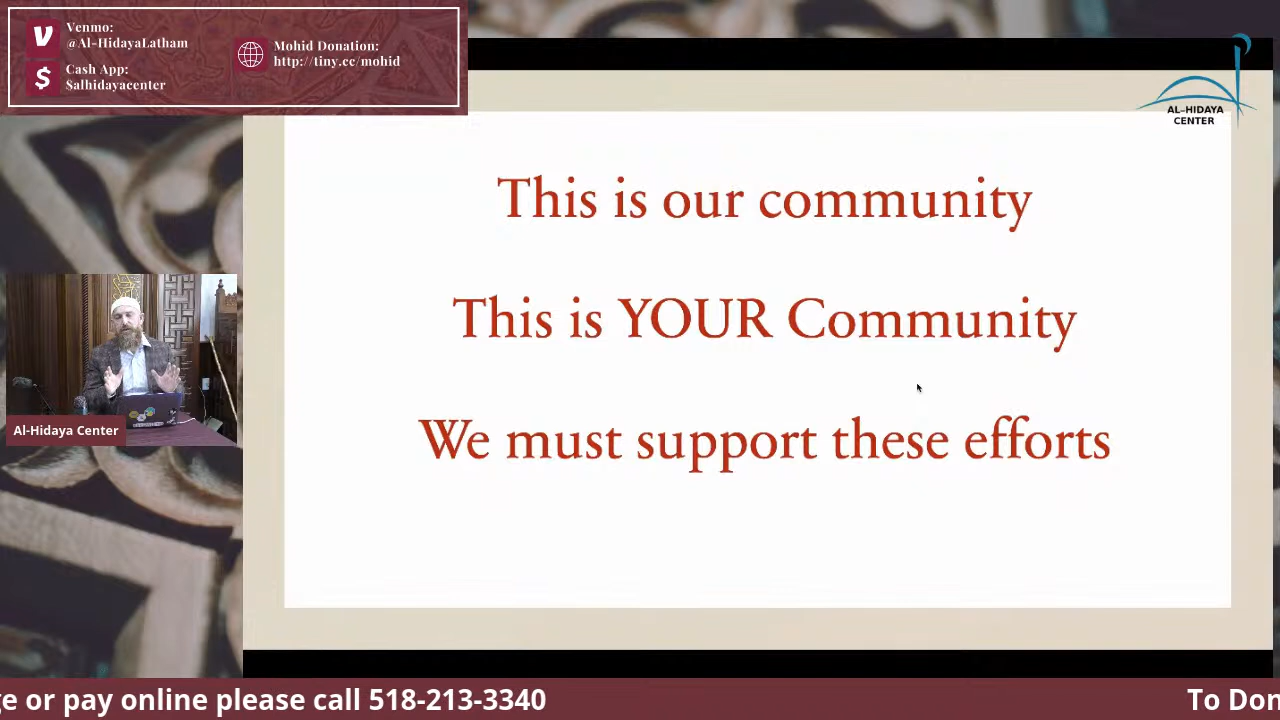 Venmo:
@Al-HidayaLatham
Cash App:
$alhidayacenter
Mohid Donation:
http://tiny.cc/mohid
AL-HIDAYA
CENTER
This is our community
This is YOUR Community
We must support these efforts
Al-Hidaya Center
ge or pay online please call 518-213-3340
To Don